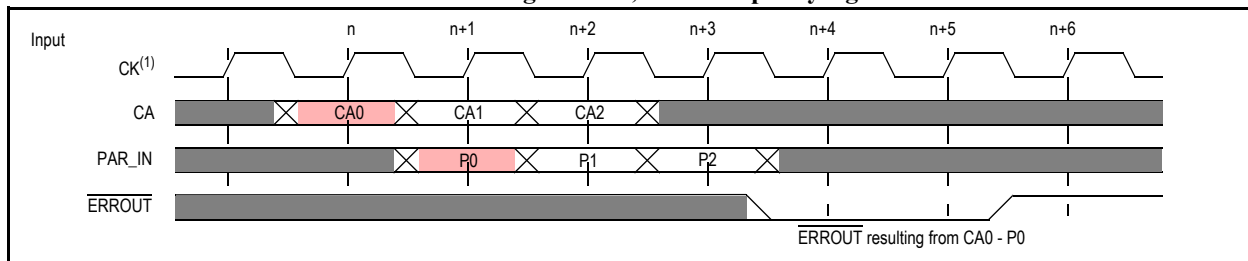 Input
n n+1 n+2 n+3 n+4 n+5 n+6
CK(1)
CA CA0 CA1 CA2
PAR_IN P0 P1 P2
ERROUT
ERROUT resulting from CA0 - P0